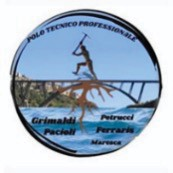 POLO TECNICO PROFESSIONALE
Grimaldi
Pacioli
Petrucci
Ferraris
Maresca